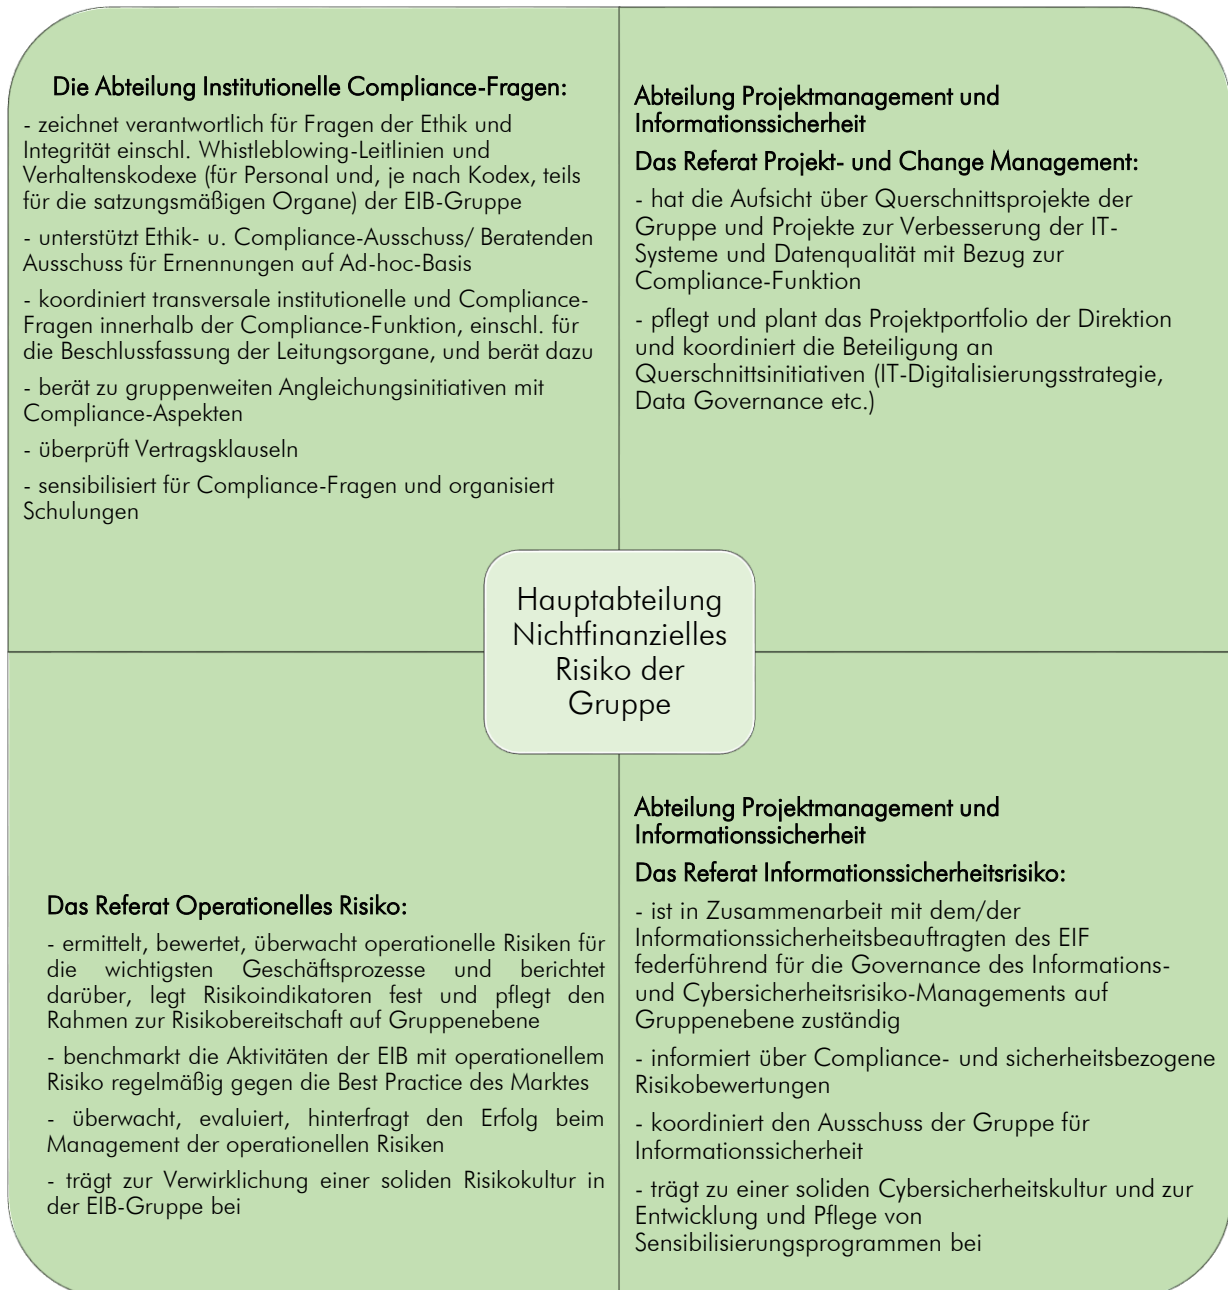 Die Abteilung Institutionelle Compliance-Fragen:
- zeichnet verantwortlich für Fragen der Ethik und
Integrität einschl. Whistleblowing-Leitlinien und
Verhaltenskodexe (für Personal und, je nach Kodex, teils
für die satzungsmäßigen Organe) der EIB-Gruppe
- unterstützt Ethik- u. Compliance-Ausschuss/ Beratenden
Ausschuss für Ernennungen auf Ad-hoc-Basis
- koordiniert transversale institutionelle und Compliance-
Fragen innerhalb der Compliance-Funktion, einschl. für
die Beschlussfassung der Leitungsorgane, und berät dazu
- berät zu gruppenweiten Angleichungsinitiativen mit
Compliance-Aspekten
- überprüft Vertragsklauseln
- sensibilisiert für Compliance-Fragen und organisiert
Schulungen
Abteilung Projektmanagement und
Informationssicherheit
Das Referat Projekt- und Change Management:
- hat die Aufsicht über Querschnittsprojekte der
Gruppe und Projekte zur Verbesserung der IT-
Systeme und Datenqualität mit Bezug zur
Compliance-Funktion
- pflegt und plant das Projektportfolio der Direktion
und koordiniert die Beteiligung an
Querschnittsinitiativen (IT-Digitalisierungsstrategie,
Data Governance etc.)
Hauptabteilung
Nichtfinanzielles
Risiko der
Gruppe
Das Referat Operationelles Risiko:
- ermittelt, bewertet, überwacht operationelle Risiken für
die wichtigsten Geschäftsprozesse und berichtet
darüber, legt Risikoindikatoren fest und pflegt den
Rahmen zur Risikobereitschaft auf Gruppenebene
- benchmarkt die Aktivitäten der EIB mit operationellem
Risiko regelmäßig gegen die Best Practice des Marktes
- überwacht, evaluiert, hinterfragt den Erfolg beim
Management der operationellen Risiken
- trägt zur Verwirklichung einer soliden Risikokultur in
der EIB-Gruppe bei
Abteilung Projektmanagement und
Informationssicherheit
Das Referat Informationssicherheitsrisiko:
- ist in Zusammenarbeit mit dem/der
Informationssicherheitsbeauftragten des EIF
federführend für die Governance des Informations-
und Cybersicherheitsrisiko-Managements auf
Gruppenebene zuständig
- informiert über Compliance- und sicherheitsbezogene
Risikobewertungen
- koordiniert den Ausschuss der Gruppe für
Informationssicherheit
- trägt zu einer soliden Cybersicherheitskultur und zur
Entwicklung und Pflege von
Sensibilisierungsprogrammen bei